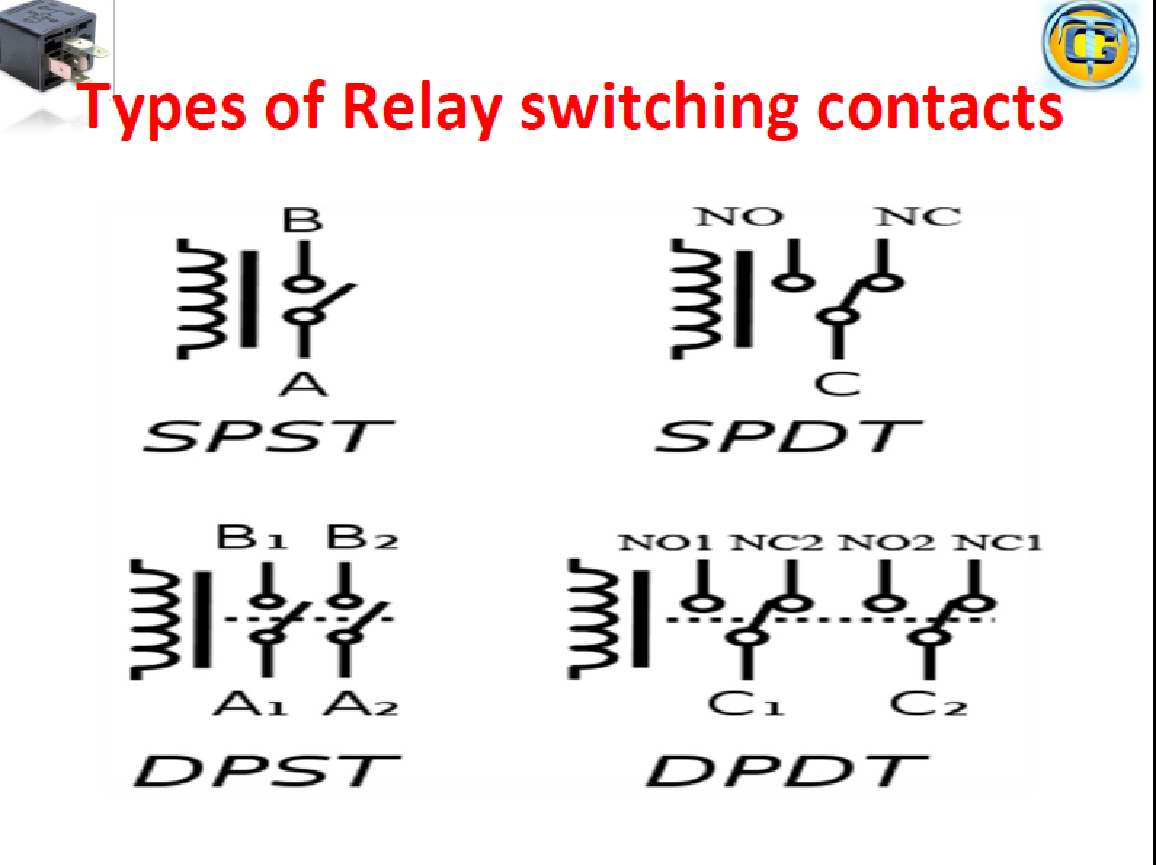 Types of Relay switching contacts
B
NO NC
A
C
SPST
SPDT
B1 B2
NO1 NC2 NO2 NC1
A1 A2
C1 C2
DPST
DPDT